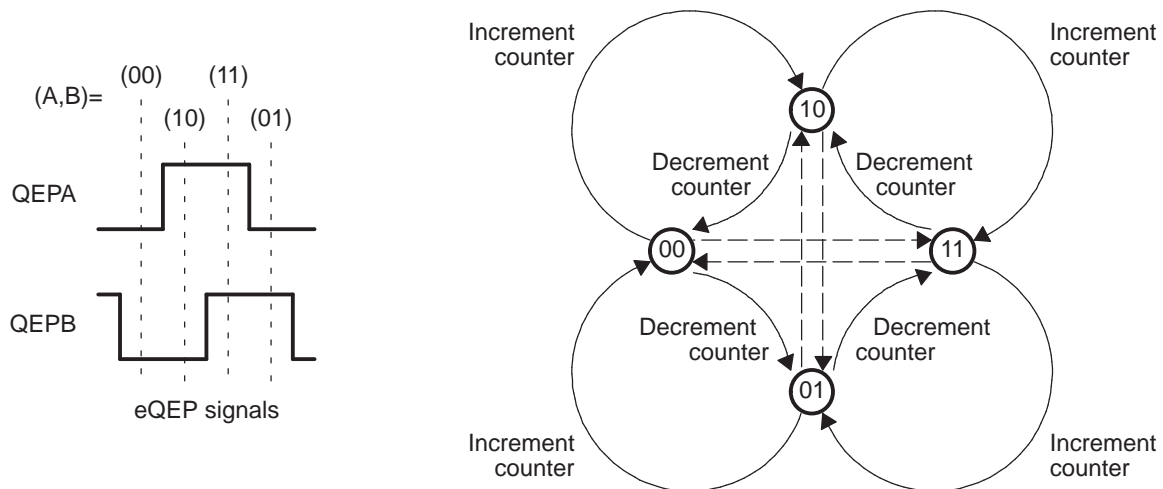 (A,B)=
(00)
(11)
(10)
(01)
QEPA
QEPB
eQEP signals
Increment
counter
Increment
counter
10
Decrement
counter
Decrement
counter
00
11
Decrement
counter
Decrement
counter
01
Increment
counter
Increment
counter